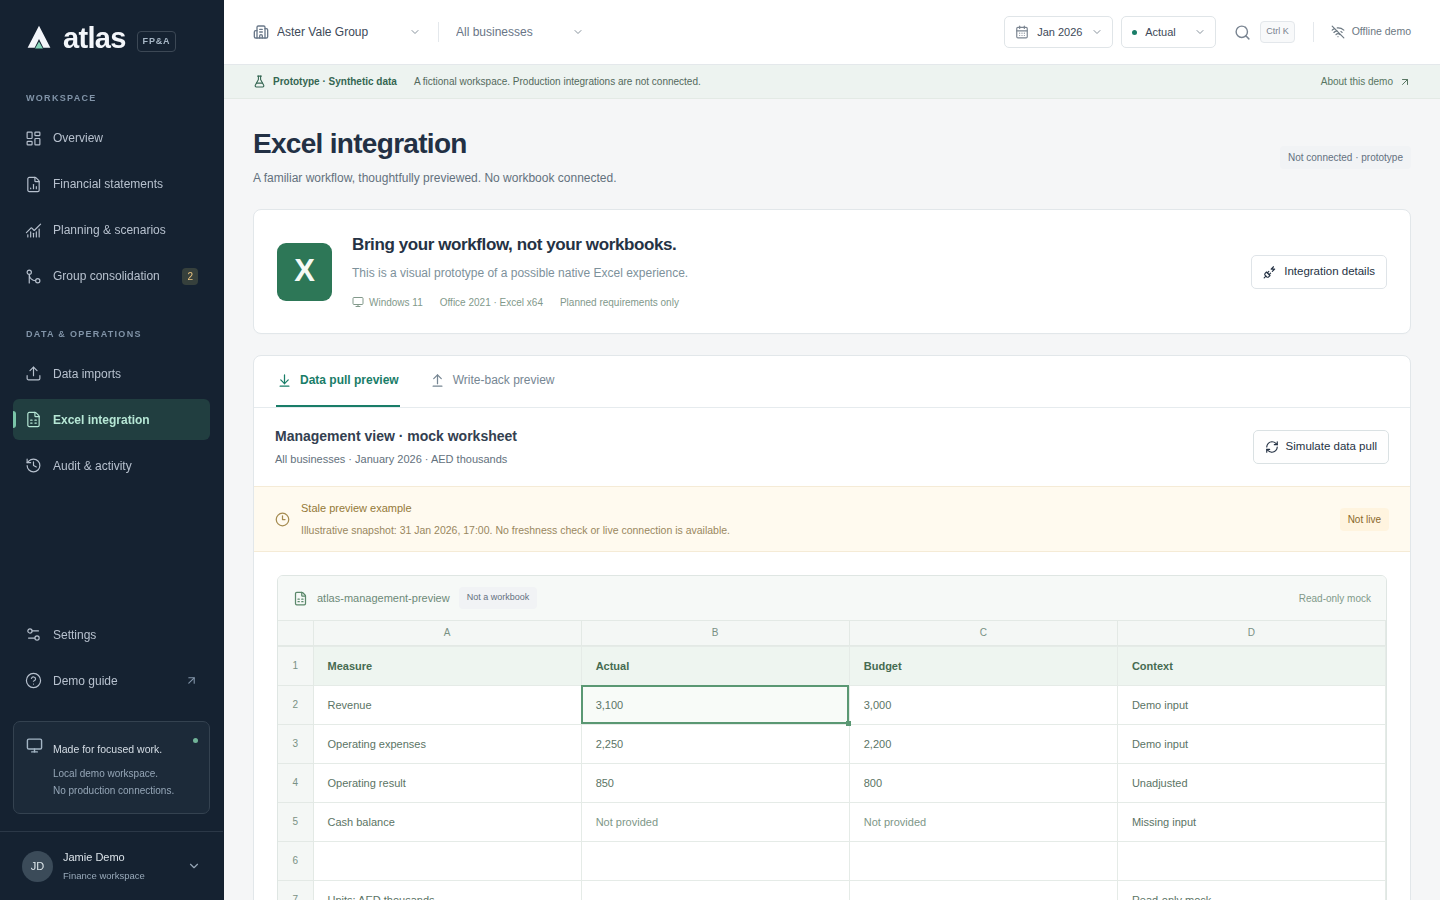 atlas FP&A
WORKSPACE
Overview
Financial statements
Planning & scenarios
Group consolidation 2
DATA & OPERATIONS
Data imports
Excel integration
Audit & activity
Settings
Demo guide
Made for focused work.
Local demo workspace.
No production connections.
JD Jamie Demo
Finance workspace
Aster Vale Group All businesses Jan 2026 Actual Ctrl K Offline demo
Prototype · Synthetic data A fictional workspace. Production integrations are not connected. About this demo
Excel integration
A familiar workflow, thoughtfully previewed. No workbook connected.
Not connected · prototype
X
Bring your workflow, not your workbooks.
This is a visual prototype of a possible native Excel experience.
Windows 11 Office 2021 · Excel x64 Planned requirements only
Integration details
Data pull preview Write-back preview
Management view · mock worksheet
All businesses · January 2026 · AED thousands
Simulate data pull
Stale preview example
Illustrative snapshot: 31 Jan 2026, 17:00. No freshness check or live connection is available.
Not live
atlas-management-preview Not a workbook Read-only mock
A B C D
1 Measure Actual Budget Context
2 Revenue 3,100 3,000 Demo input
3 Operating expenses 2,250 2,200 Demo input
4 Operating result 850 800 Unadjusted
5 Cash balance Not provided Not provided Missing input
6
7 Units: AED thousands Read-only mock